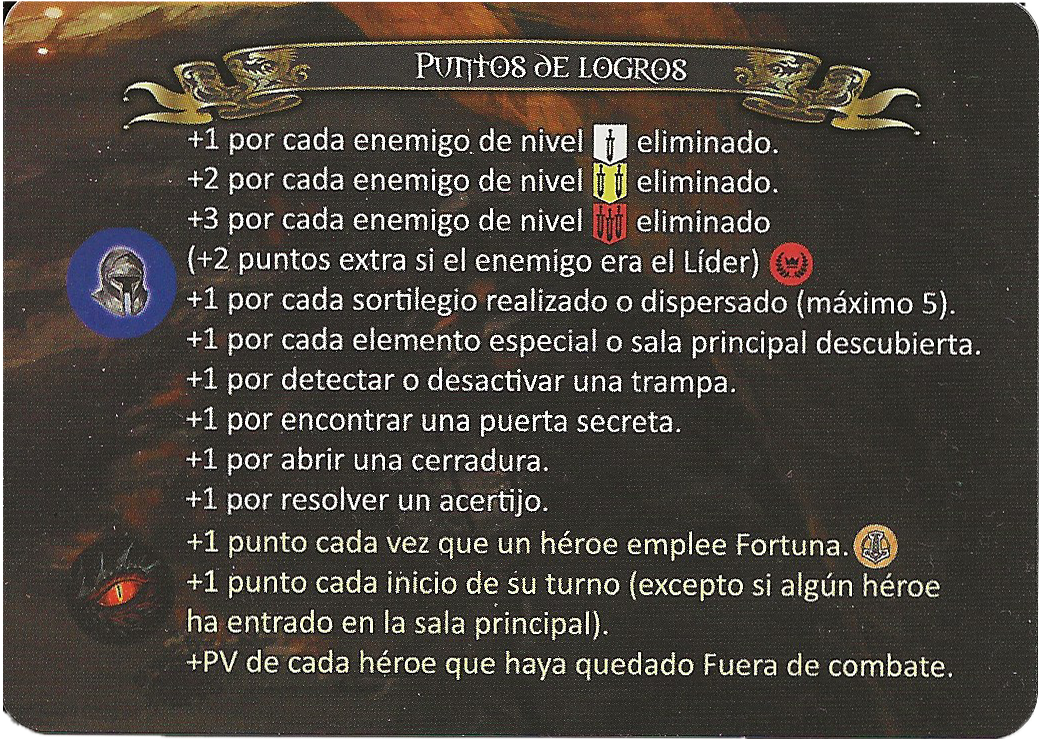 Puntos de logros
+1 por cada enemigo de nivel eliminado.
+2 por cada enemigo de nivel eliminado.
+3 por cada enemigo de nivel eliminado
(+2 puntos extra si el enemigo era el Líder)
+1 por cada sortilegio realizado o dispersado (máximo 5).
+1 por cada elemento especial o sala principal descubierta.
+1 por detectar o desactivar una trampa.
+1 por encontrar una puerta secreta.
+1 por abrir una cerradura.
+1 por resolver un acertijo.
+1 punto cada vez que un héroe emplee Fortuna.
+1 punto cada inicio de su turno (excepto si algún héroe
ha entrado en la sala principal).
+PV de cada héroe que haya quedado Fuera de combate.